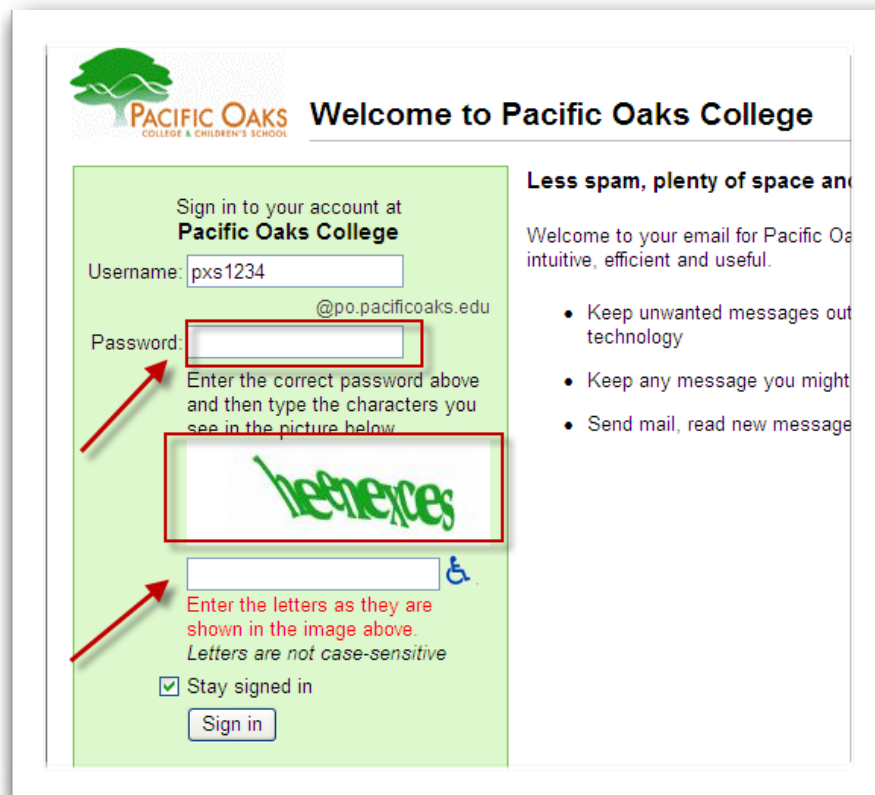 PACIFIC OAKS
COLLEGE & CHILDREN'S SCHOOL
Welcome to Pacific Oaks College
Sign in to your account at
Pacific Oaks College
Username: pxs1234
@po.pacificoaks.edu
Password:
Enter the correct password above
and then type the characters you
see in the picture below.
heenexces
Enter the letters as they are
shown in the image above.
Letters are not case-sensitive
Stay signed in
Sign in
Less spam, plenty of space and
Welcome to your email for Pacific Oa
intuitive, efficient and useful.
• Keep unwanted messages out
technology
• Keep any message you might
• Send mail, read new message